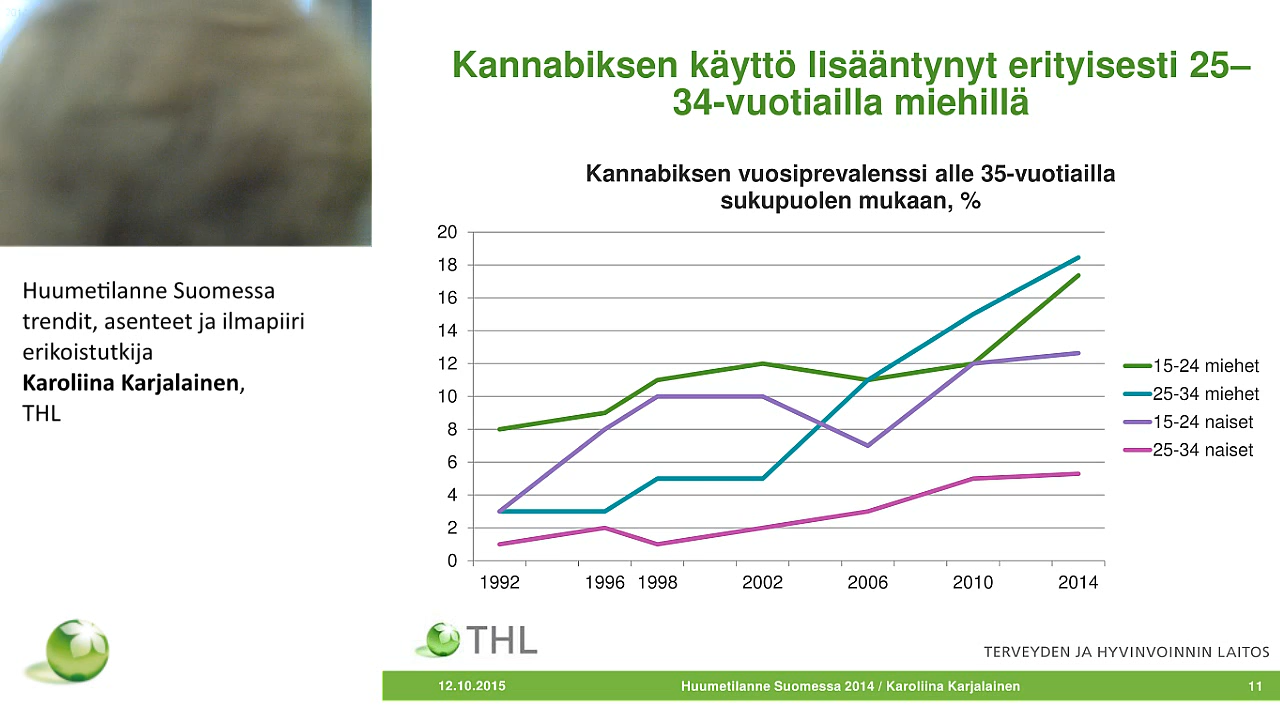 Kannabiksen käyttö lisääntynyt erityisesti 25–
34-vuotiailla miehillä
Kannabiksen vuosiprevalenssi alle 35-vuotiailla
sukupuolen mukaan, %
20
18
16
14
12
10
8
6
4
2
0
1992 1996 1998 2002 2006 2010 2014
15-24 miehet
25-34 miehet
15-24 naiset
25-34 naiset
Huumetilanne Suomessa
trendit, asenteet ja ilmapiiri
erikoistutkija
Karoliina Karjalainen,
THL
THL
TERVEYDEN JA HYVINVOINNIN LAITOS
12.10.2015 Huumetilanne Suomessa 2014 / Karoliina Karjalainen 11